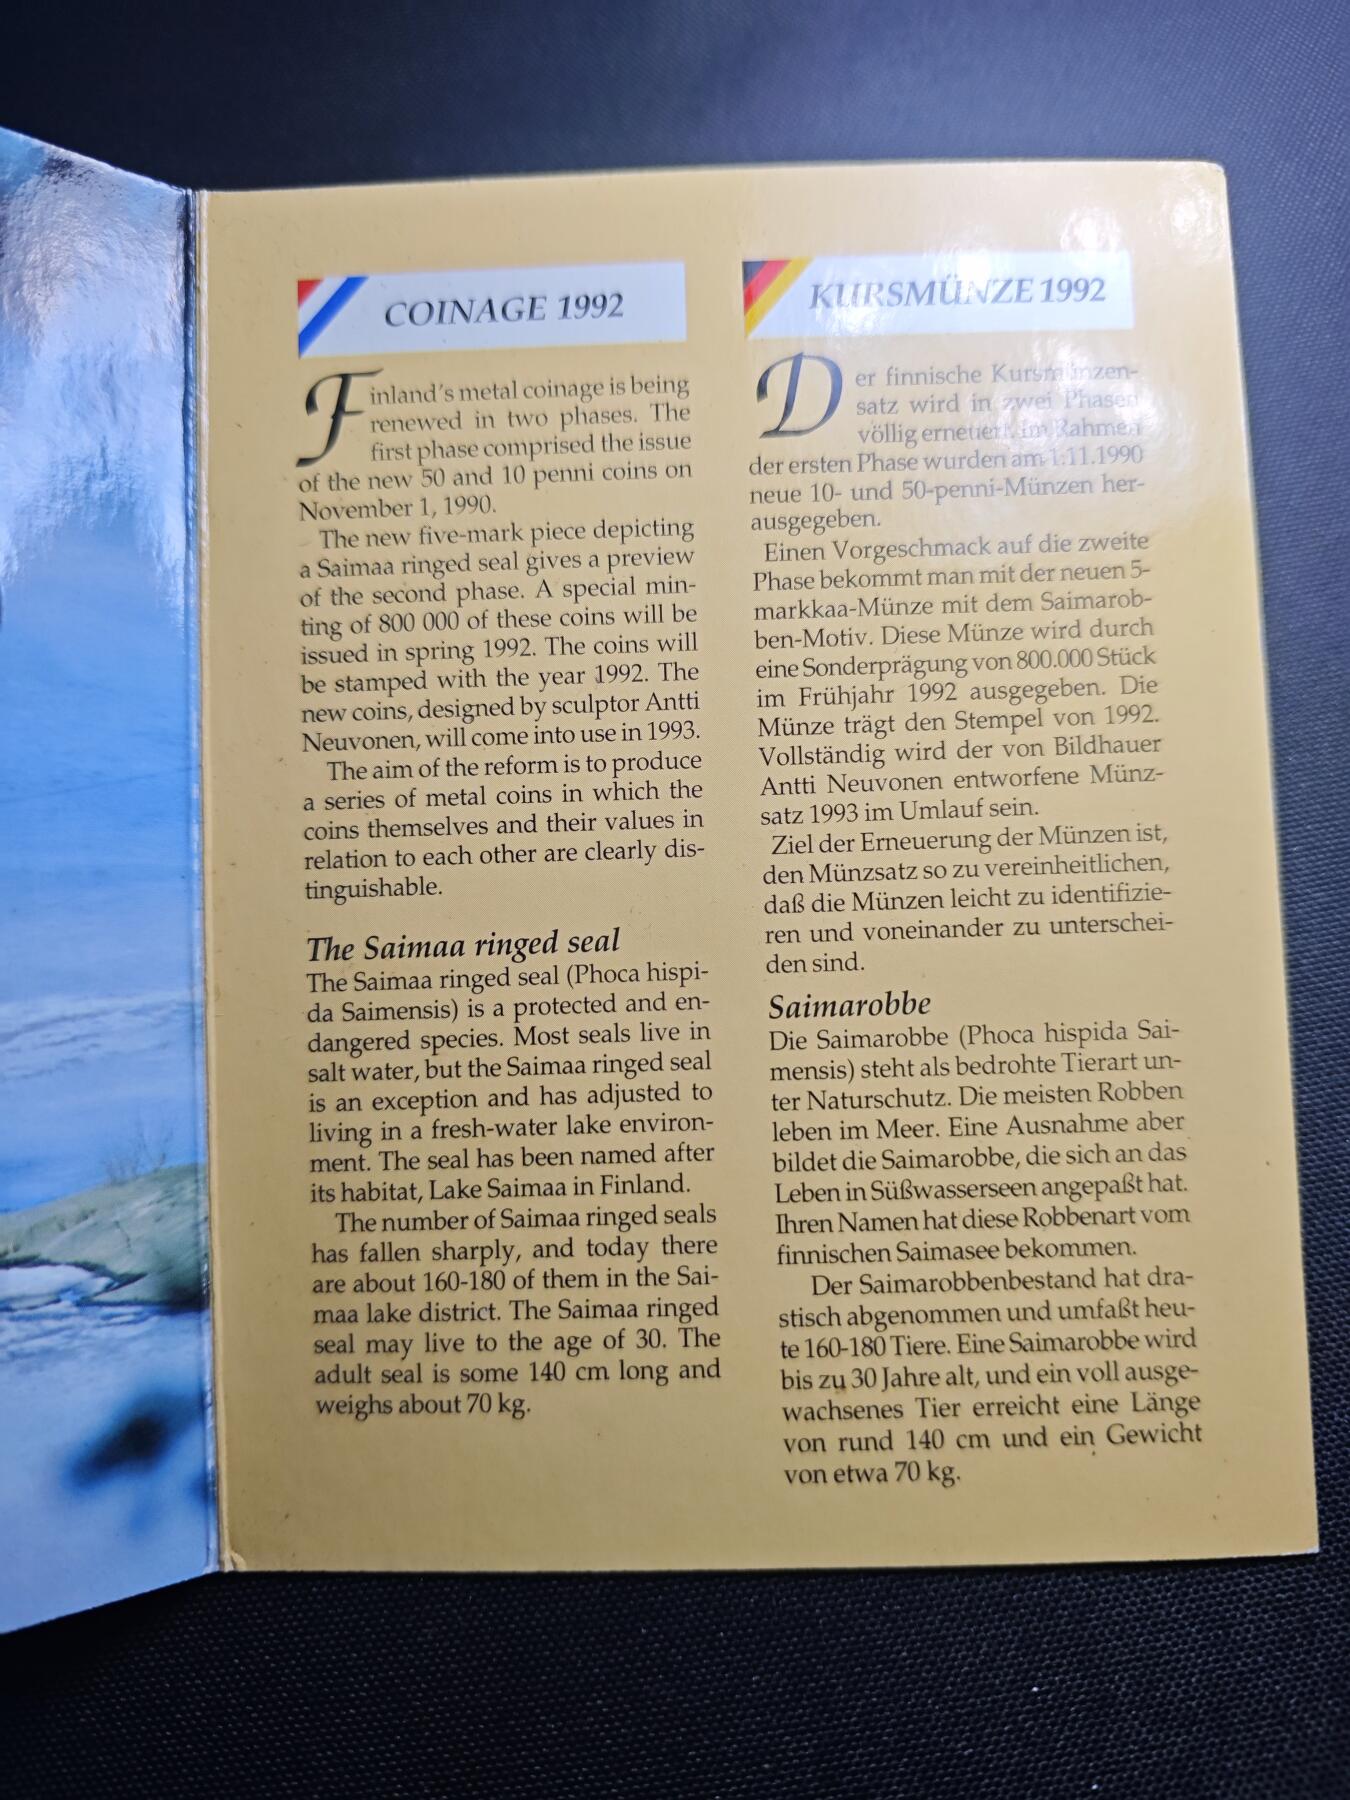 COINAGE 1992
Finland's metal coinage is being
renewed in two phases. The
first phase comprised the issue
of the new 50 and 10 penni coins on
November 1, 1990.
The new five-mark piece depicting
a Saimaa ringed seal gives a preview
of the second phase. A special min-
ting of 800 000 of these coins will be
issued in spring 1992. The coins will
be stamped with the year 1992. The
new coins, designed by sculptor Antti
Neuvonen, will come into use in 1993.
The aim of the reform is to produce
a series of metal coins in which the
coins themselves and their values in
relation to each other are clearly dis-
tinguishable.
The Saimaa ringed seal
The Saimaa ringed seal (Phoca hispi-
da Saimensis) is a protected and en-
dangered species. Most seals live in
salt water, but the Saimaa ringed seal
is an exception and has adjusted to
living in a fresh-water lake environ-
ment. The seal has been named after
its habitat, Lake Saimaa in Finland.
The number of Saimaa ringed seals
has fallen sharply, and today there
are about 160-180 of them in the Sai-
maa lake district. The Saimaa ringed
seal may live to the age of 30. The
adult seal is some 140 cm long and
weighs about 70 kg.
KURSMÜNZE 1992
Der finnische Kursmünzen-
satz wird in zwei Phasen
völlig erneuert. Im Rahmen
der ersten Phase wurden am 1.11.1990
neue 10- und 50-penni-Münzen her-
ausgegeben.
Einen Vorgeschmack auf die zweite
Phase bekommt man mit der neuen 5-
markkaa-Münze mit dem Saimarob-
ben-Motiv. Diese Münze wird durch
eine Sonderprägung von 800.000 Stück
im Frühjahr 1992 ausgegeben. Die
Münze trägt den Stempel von 1992.
Vollständig wird der von Bildhauer
Antti Neuvonen entworfene Münz-
satz 1993 im Umlauf sein.
Ziel der Erneuerung der Münzen ist,
den Münzsatz so zu vereinheitlichen,
daß die Münzen leicht zu identifizie-
ren und voneinander zu unterschei-
den sind.
Saimarobbe
Die Saimarobbe (Phoca hispida Sai-
mensis) steht als bedrohte Tierart un-
ter Naturschutz. Die meisten Robben
leben im Meer. Eine Ausnahme aber
bildet die Saimarobbe, die sich an das
Leben in Süßwasserseen angepaßt hat.
Ihren Namen hat diese Robbenart vom
finnischen Saimasee bekommen.
Der Saimarobbenbestand hat dra-
stisch abgenommen und umfaßt heu-
te 160-180 Tiere. Eine Saimarobbe wird
bis zu 30 Jahre alt, und ein voll ausge-
wachsenes Tier erreicht eine Länge
von rund 140 cm und ein Gewicht
von etwa 70 kg.